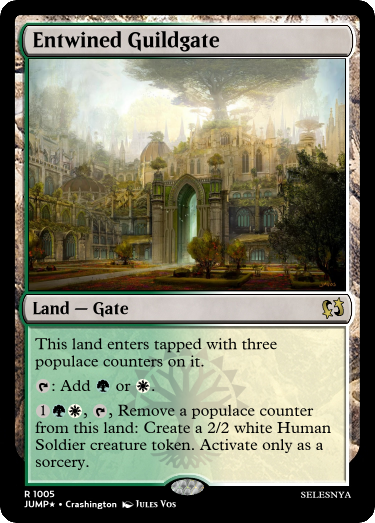 Entwined Guildgate
Land — Gate
This land enters tapped with three
populace counters on it.
: Add or .
1 , , Remove a populace counter
from this land: Create a 2/2 white Human
Soldier creature token. Activate only as a
sorcery.
R 1005
JUMP★ • Crashington Jules Vos
SELESNYA